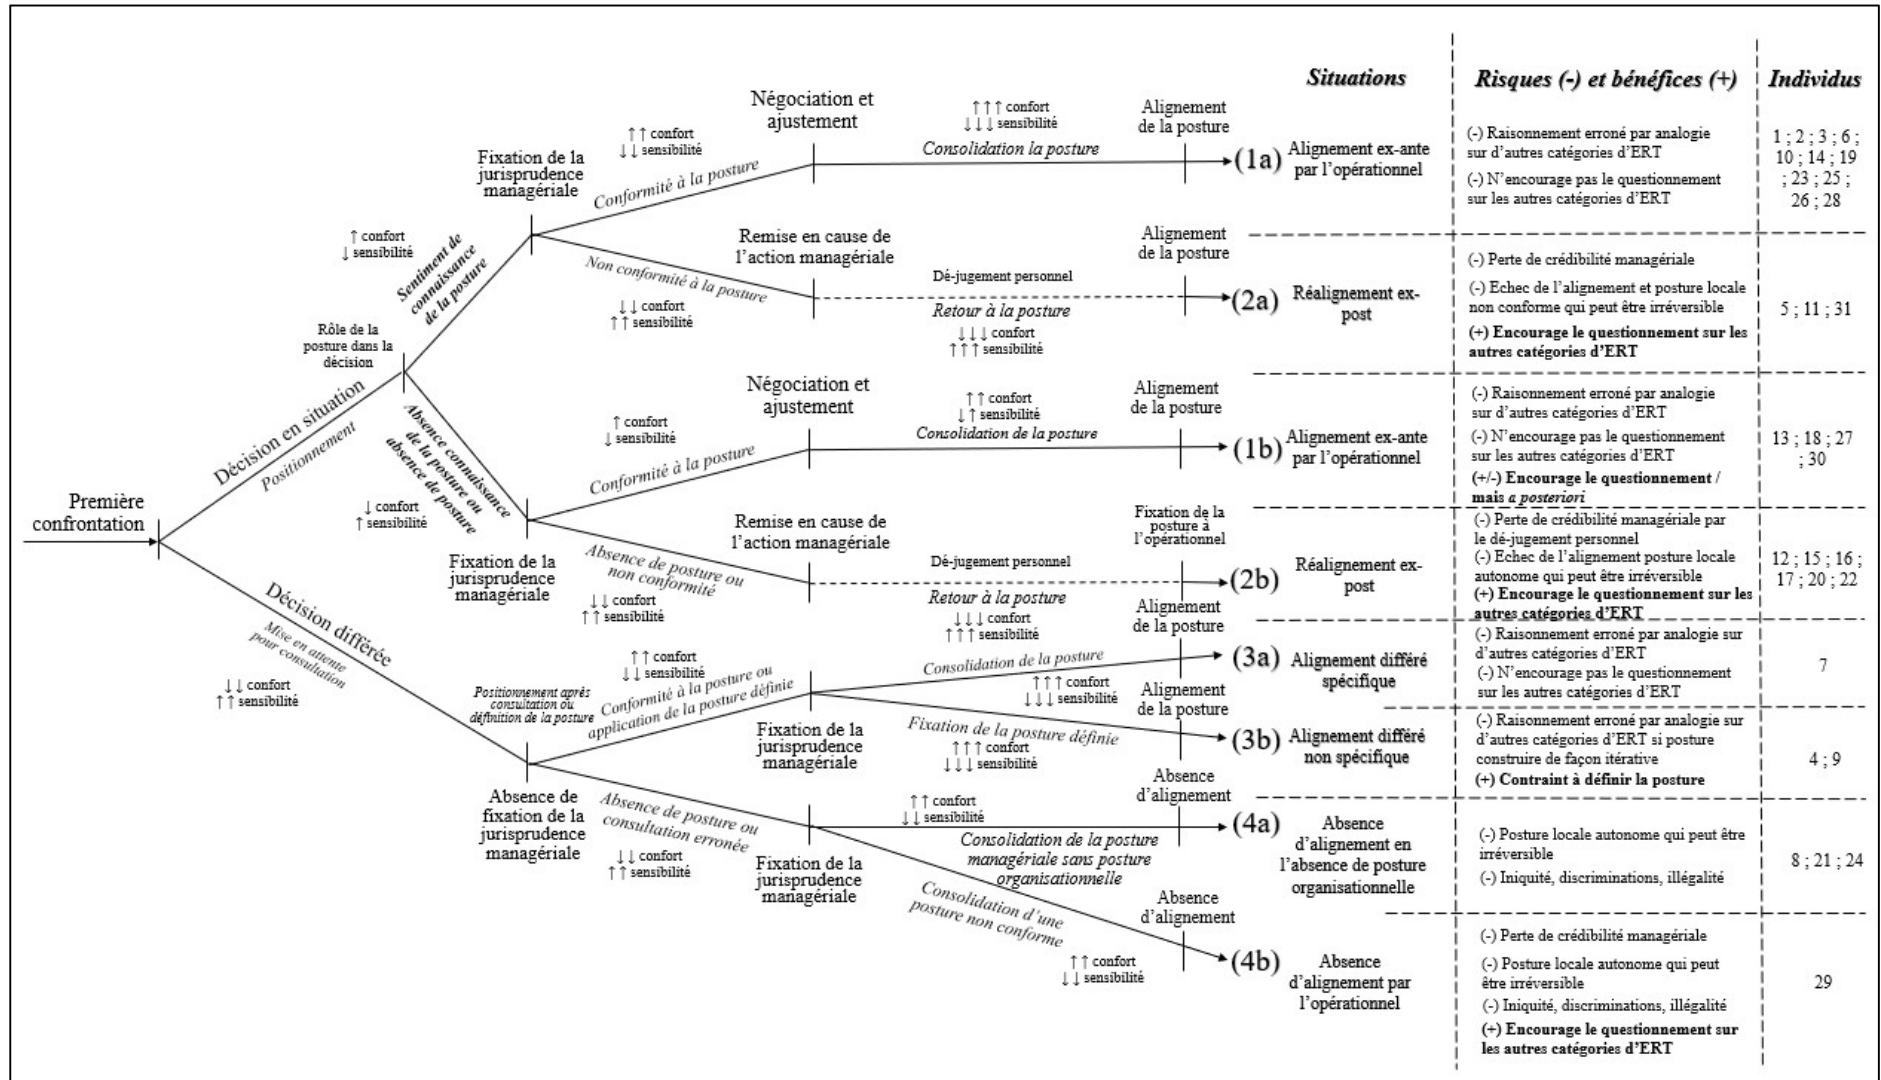 Situations
Risques (-) et bénéfices (+)
Individus
Première
confrontation
Décision en situation
Positionnement
Rôle de la
posture dans la
décision
↑ confort
↓ sensibilité
Sentiment de
connaissance
de la posture
Fixation de la
jurisprudence
managériale
↑↑ confort
↓↓ sensibilité
Conformité à la posture
Négociation et
ajustement
↑↑↑ confort
↓↓↓ sensibilité
Consolidation la posture
Alignement
de la posture
(1a)
Alignement ex-ante
par l’opérationnel
(-) Raisonnement erroné par analogie
sur d’autres catégories d’ERT
(-) N’encourage pas le questionnement
sur les autres catégories d’ERT
1 ; 2 ; 3 ; 6 ;
10 ; 14 ; 19
; 23 ; 25 ;
26 ; 28
Non conformité à la posture
↓↓ confort
↑↑ sensibilité
Remise en cause de
l’action managériale
Dé-jugement personnel
Retour à la posture
↓↓↓ confort
↑↑↑ sensibilité
Alignement
de la posture
(2a)
Réalignement ex-
post
(-) Perte de crédibilité managériale
(-) Echec de l’alignement et posture locale
non conforme qui peut être irréversible
(+) Encourage le questionnement sur les
autres catégories d’ERT
5 ; 11 ; 31
Absence connaissance
de la posture ou
absence de posture
↓ confort
↑ sensibilité
Fixation de la
jurisprudence
managériale
↑ confort
↓ sensibilité
Conformité à la posture
Négociation et
ajustement
↑↑ confort
↓↑ sensibilité
Consolidation de la posture
Alignement
de la posture
(1b)
Alignement ex-ante
par l’opérationnel
(-) Raisonnement erroné par analogie
sur d’autres catégories d’ERT
(-) N’encourage pas le questionnement
sur les autres catégories d’ERT
(+/-) Encourage le questionnement /
mais a posteriori
13 ; 18 ; 27
; 30
Absence de posture ou
non conformité
↓↓ confort
↑↑ sensibilité
Remise en cause de
l’action managériale
Dé-jugement personnel
Retour à la posture
↓↓↓ confort
↑↑↑ sensibilité
Fixation de la
posture à
l’opérationnel
(2b)
Réalignement ex-
post
(-) Perte de crédibilité managériale par
le dé-jugement personnel
(-) Echec de l’alignement posture locale
autonome qui peut être irréversible
(+) Encourage le questionnement sur les
autres catégories d’ERT
12 ; 15 ; 16 ;
17 ; 20 ; 22
Décision différée
Mise en attente
pour consultation
↓↓ confort
↑↑ sensibilité
Positionnement après
consultation ou
définition de la posture
Absence de
fixation de la
jurisprudence
managériale
↑↑ confort
↓↓ sensibilité
Conformité à la posture ou
application de la posture définie
Fixation de la
jurisprudence
managériale
Consolidation de la posture
↑↑↑ confort
↓↓↓ sensibilité
Alignement
de la posture
(3a)
Alignement différé
spécifique
(-) Raisonnement erroné par analogie sur
d’autres catégories d’ERT
(-) N’encourage pas le questionnement
sur les autres catégories d’ERT
7
Fixation de la posture définie
↑↑↑ confort
↓↓↓ sensibilité
Alignement
de la posture
(3b)
Alignement différé
non spécifique
(-) Raisonnement erroné par analogie sur
d’autres catégories d’ERT si posture
construire de façon itérative
(+) Contraint à définir la posture
4 ; 9
Absence de posture ou
consultation erronée
↓↓ confort
↑↑ sensibilité
Fixation de la
jurisprudence
managériale
↑↑ confort
↓↓ sensibilité
Consolidation de la posture
managériale sans posture
organisationnelle
Absence
d’alignement
(4a)
Absence
d’alignement en
l’absence de posture
organisationnelle
(-) Posture locale autonome qui peut être
irréversible
(-) Iniquité, discriminations, illégalité
8 ; 21 ; 24
Consolidation d’une
posture non conforme
↑↑ confort
↓↓ sensibilité
Absence
d’alignement
(4b)
Absence
d’alignement par
l’opérationnel
(-) Perte de crédibilité managériale
(-) Posture locale autonome qui peut
être irréversible
(-) Iniquité, discriminations, illégalité
(+) Encourage le questionnement sur
les autres catégories d’ERT
29